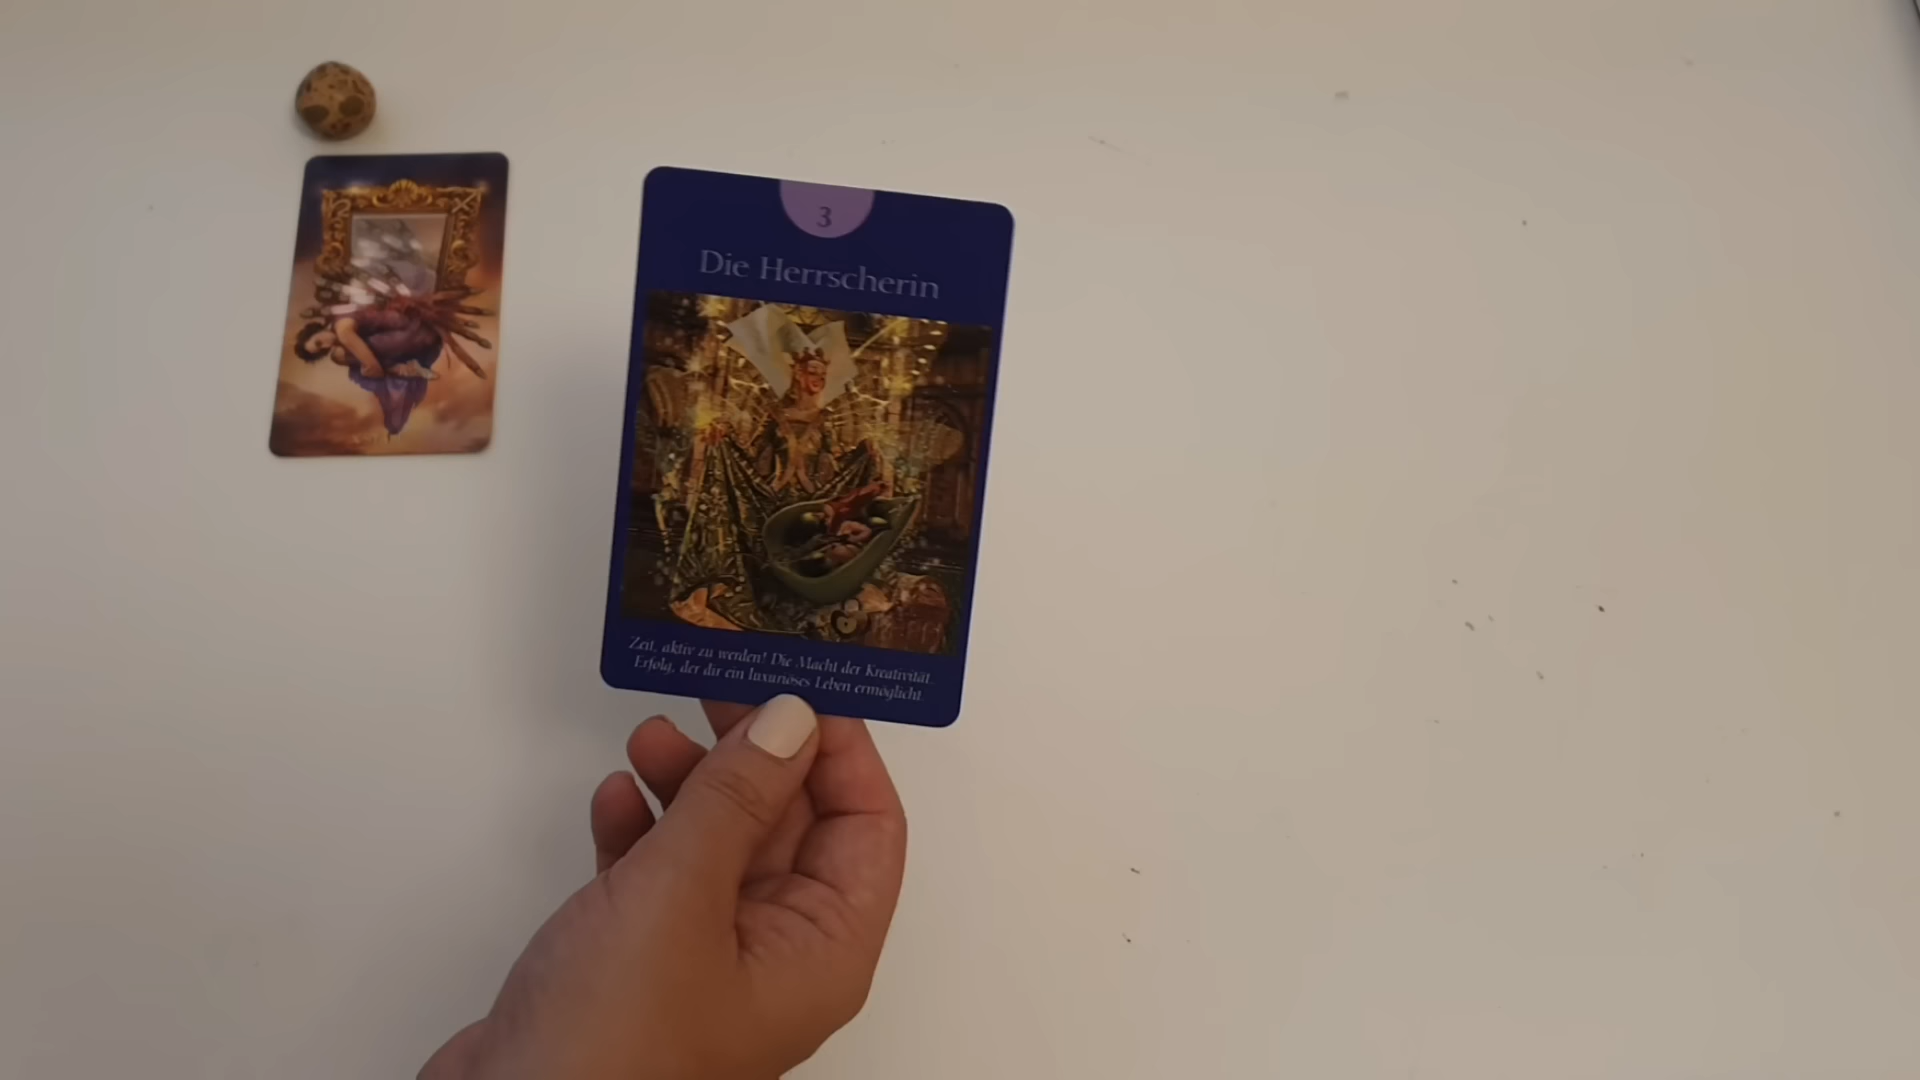 3
Die Herrscherin
Zeit, aktiv zu werden! Die Macht der Kreativität.
Erfolg, der dir ein luxuriöses Leben ermöglicht.